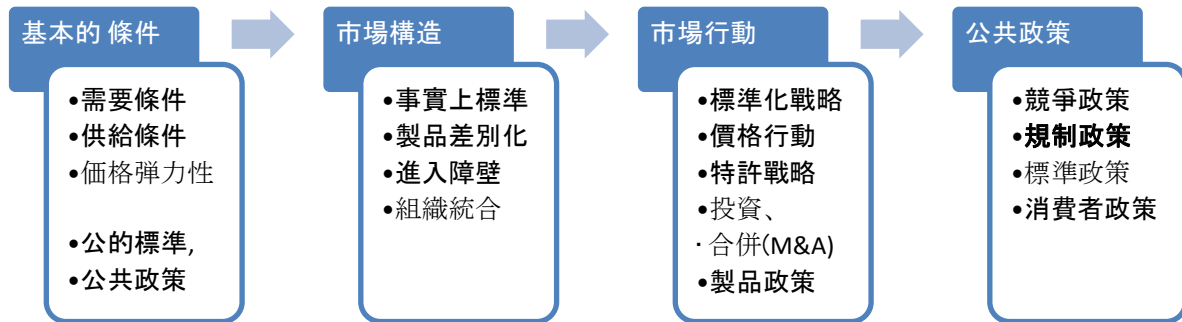 基本的 條件
•需要條件
•供給條件
•価格弾力性
•公的標準,
•公共政策
市場構造
•事實上標準
•製品差別化
•進入障壁
•組織統合
市場行動
•標準化戰略
•價格行動
•特許戰略
•投資、
・合併(M&A)
•製品政策
公共政策
•競爭政策
•規制政策
•標準政策
•消費者政策